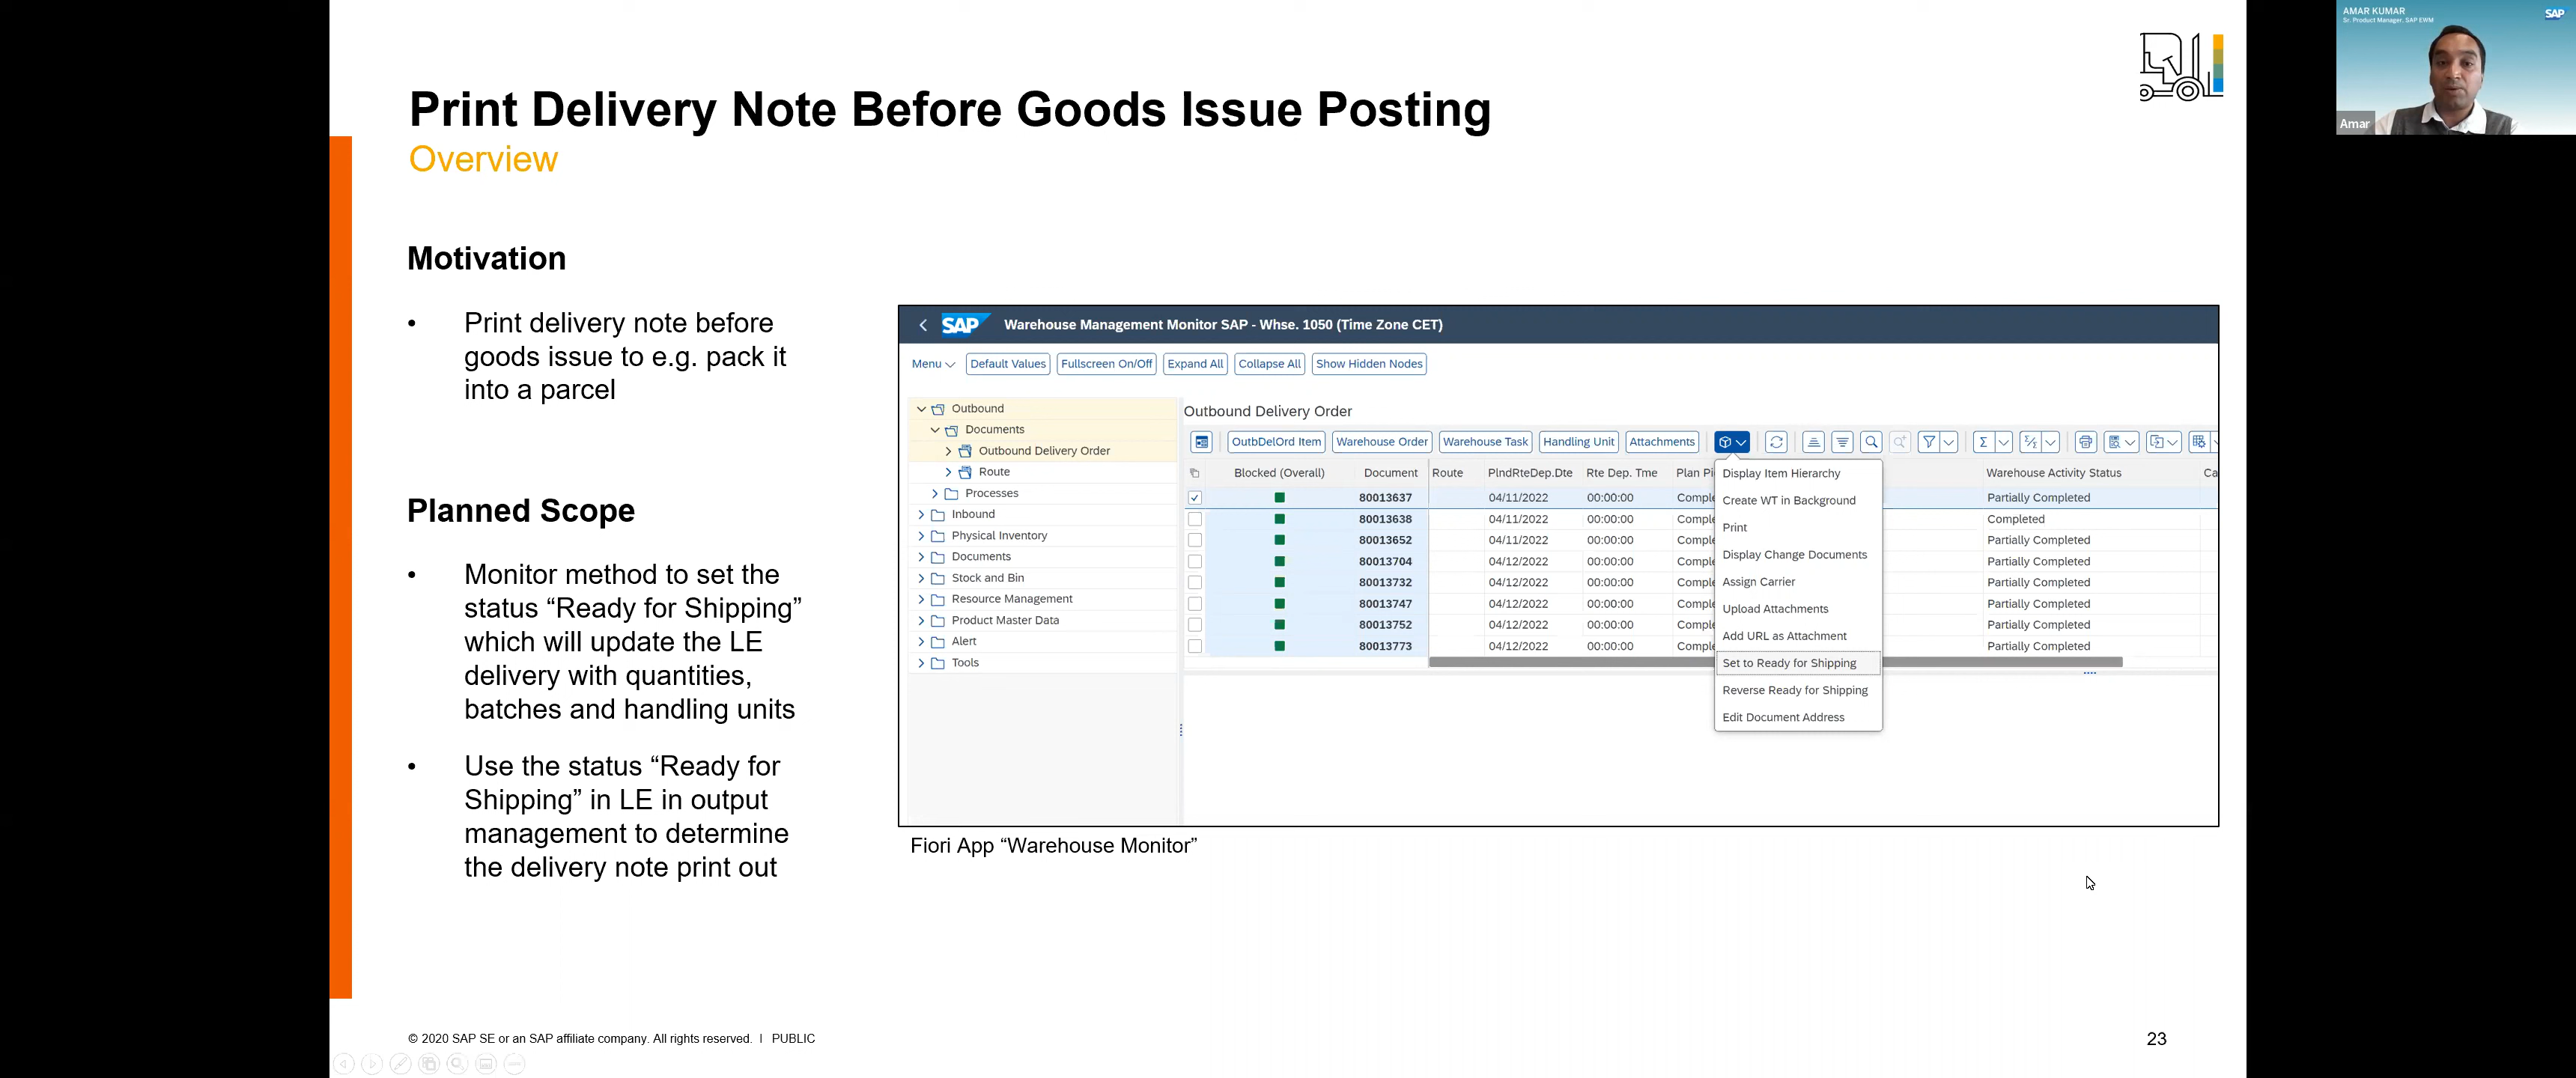 AMAR KUMAR
Sr. Product Manager, SAP EWM
SAP
Amar
Print Delivery Note Before Goods Issue Posting
Overview
Motivation
• Print delivery note before
goods issue to e.g. pack it
into a parcel
Planned Scope
• Monitor method to set the
status “Ready for Shipping”
which will update the LE
delivery with quantities,
batches and handling units
• Use the status “Ready for
Shipping” in LE in output
management to determine
the delivery note print out
SAP Warehouse Management Monitor SAP - Whse. 1050 (Time Zone CET)
Menu Default Values Fullscreen On/Off Expand All Collapse All Show Hidden Nodes
Outbound
Documents
Outbound Delivery Order
Route
Processes
Inbound
Physical Inventory
Documents
Stock and Bin
Resource Management
Product Master Data
Alert
Tools
Outbound Delivery Order
OutbDelOrd Item Warehouse Order Warehouse Task Handling Unit Attachments
Blocked (Overall) Document Route PlndRteDep.Dte Rte Dep. Tme Plan Pi Warehouse Activity Status Ca
80013637 04/11/2022 00:00:00 Comple Partially Completed
80013638 04/11/2022 00:00:00 Comple Completed
80013652 04/11/2022 00:00:00 Comple Partially Completed
80013704 04/12/2022 00:00:00 Comple Partially Completed
80013732 04/12/2022 00:00:00 Comple Partially Completed
80013747 04/12/2022 00:00:00 Comple Partially Completed
80013752 04/12/2022 00:00:00 Comple Partially Completed
80013773 04/12/2022 00:00:00 Comple Partially Completed
Display Item Hierarchy
Create WT in Background
Print
Display Change Documents
Assign Carrier
Upload Attachments
Add URL as Attachment
Set to Ready for Shipping
Reverse Ready for Shipping
Edit Document Address
Fiori App “Warehouse Monitor”
© 2020 SAP SE or an SAP affiliate company. All rights reserved. | PUBLIC
23